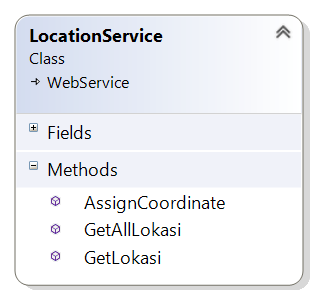 LocationService
Class
WebService
Fields
Methods
AssignCoordinate
GetAllLokasi
GetLokasi